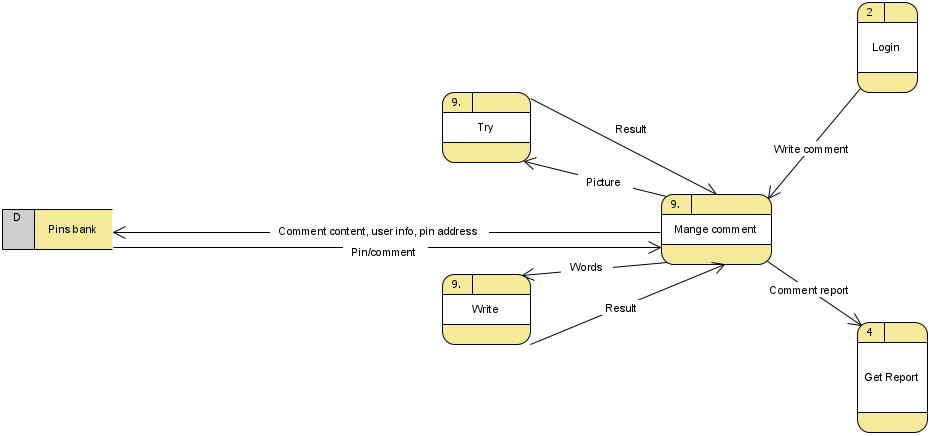 2
Login
9.
Try
Result
Write comment
Picture
9.
Mange comment
D
Pins bank
Comment content, user info, pin address
Pin/comment
Words
9.
Write
Result
Comment report
4
Get Report